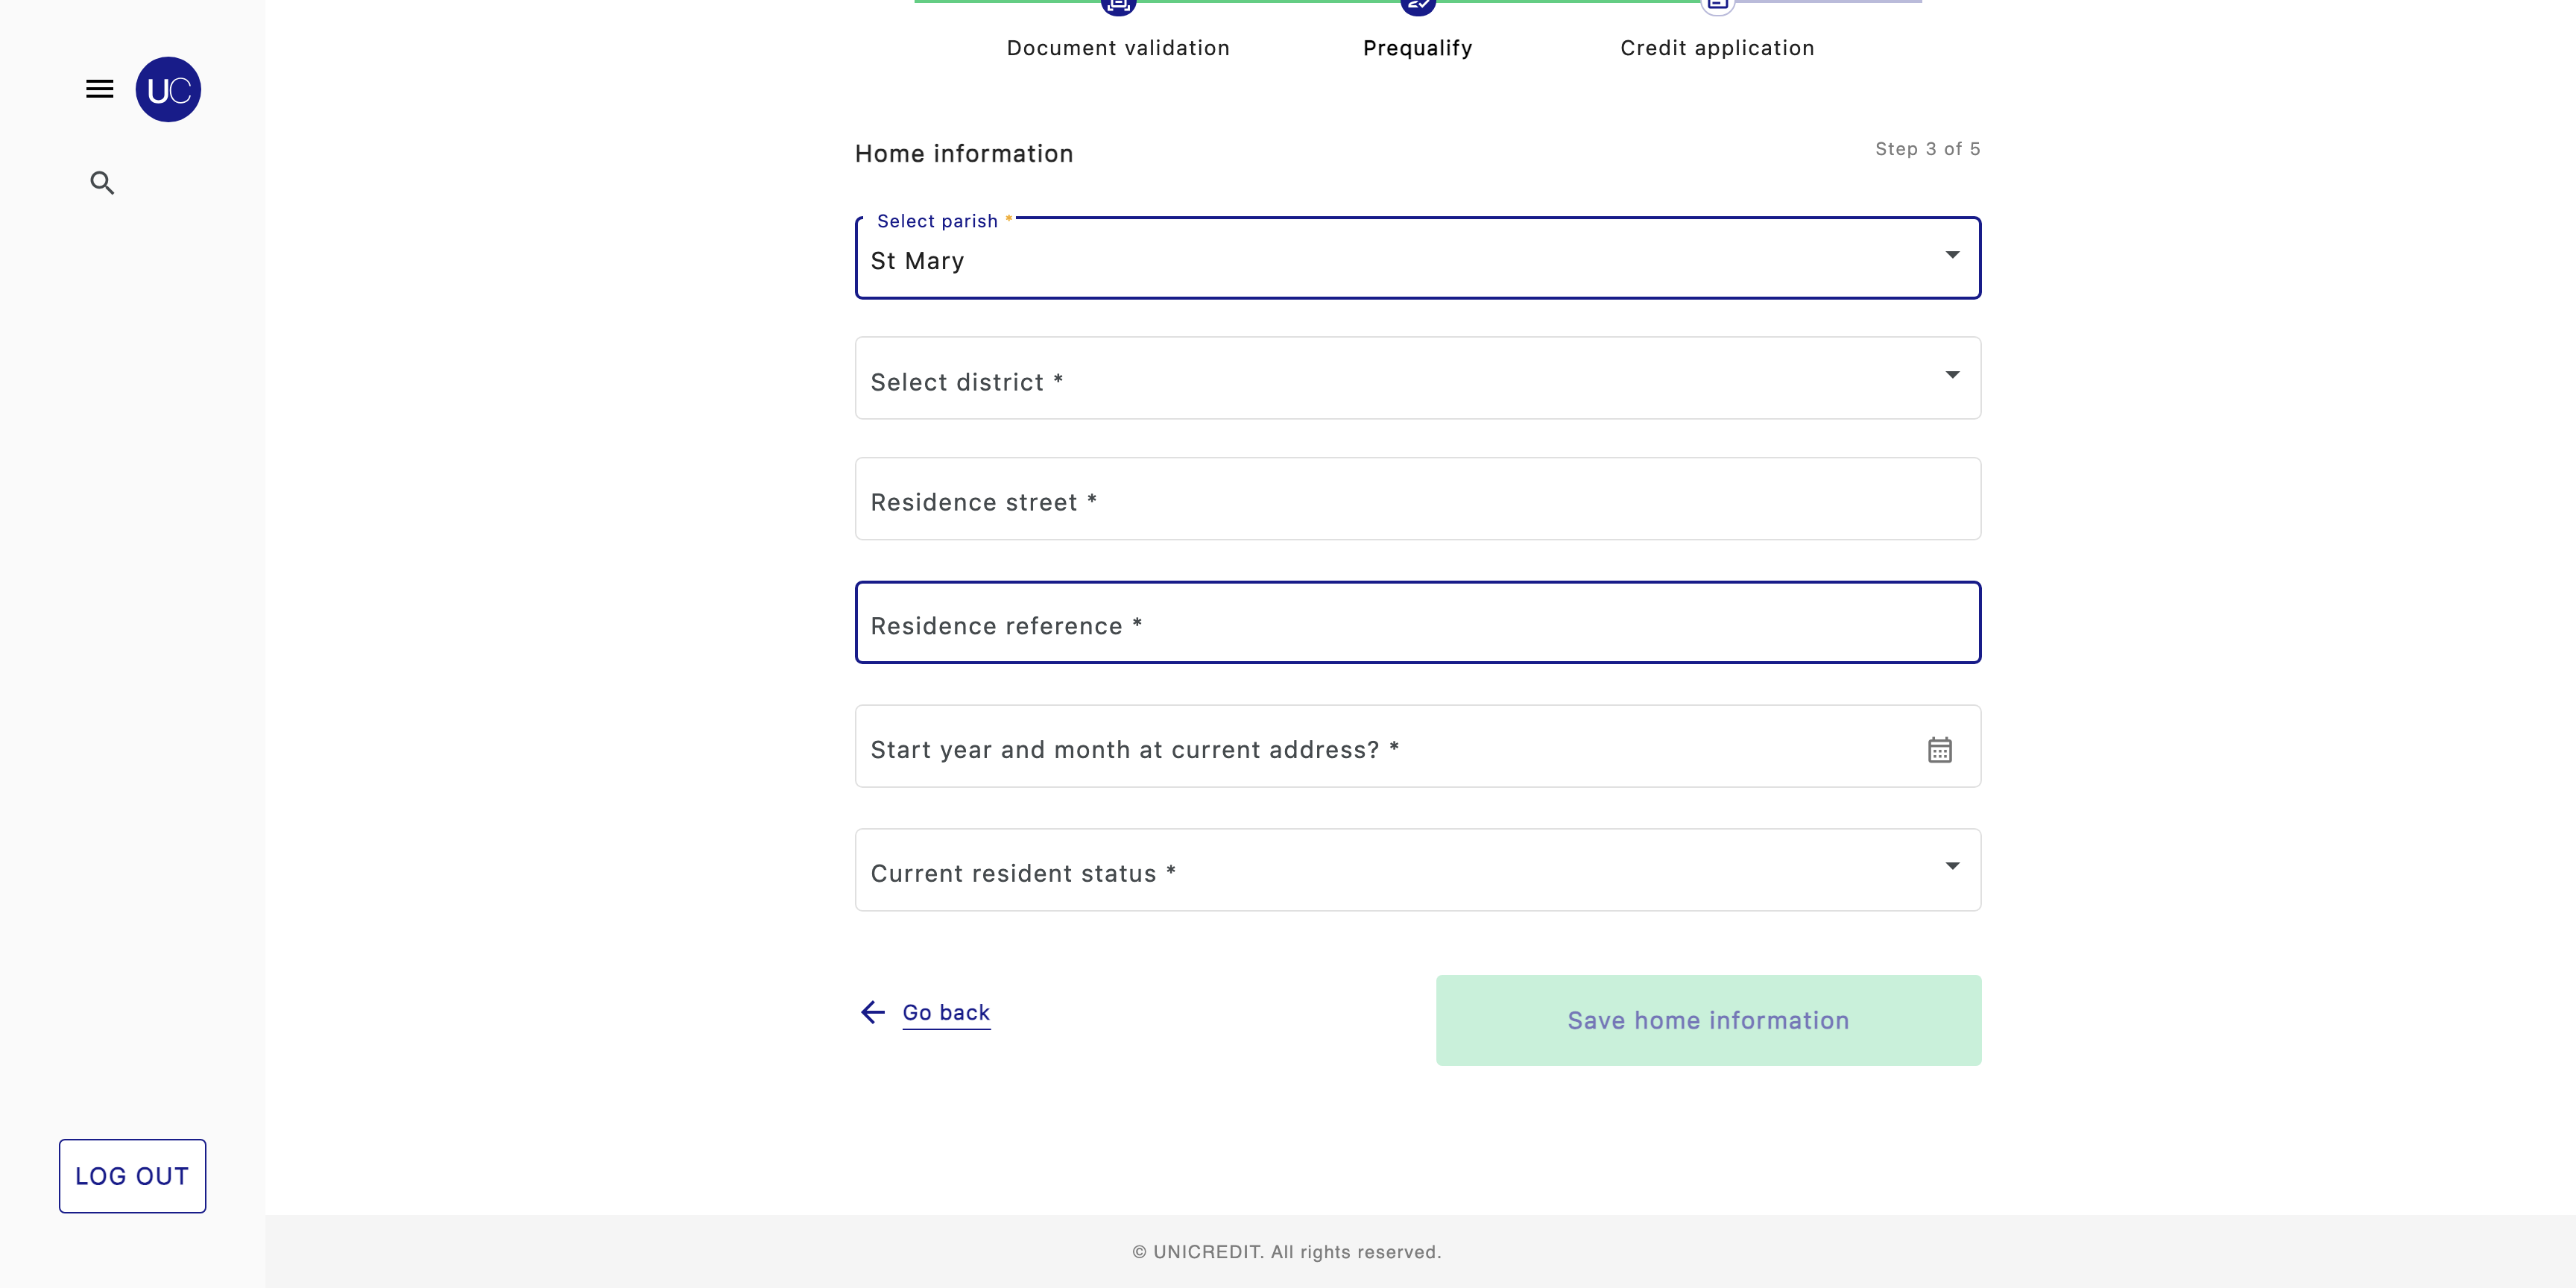 Document validation
Prequalify
Credit application
UC
Home information
Step 3 of 5
Select parish *
St Mary
Select district *
Residence street *
Residence reference *
Start year and month at current address? *
Current resident status *
Go back
Save home information
LOG OUT
© UNICREDIT. All rights reserved.